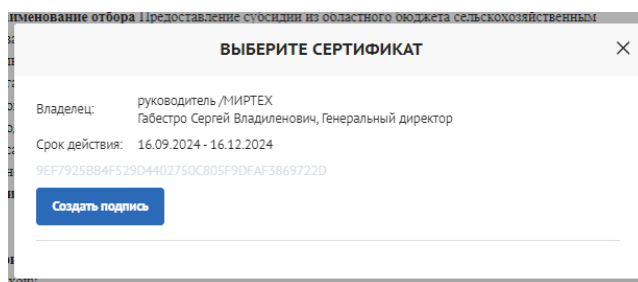 именование отбора Предоставление субсидии из областного бюджета сельскохозяйственным
ВЫБЕРИТЕ СЕРТИФИКАТ
Владелец: руководитель /МИРТЕХ
Габестро Сергей Владиленович, Генеральный директор
Срок действия: 16.09.2024 - 16.12.2024
9EF7925BB4F529D4402750C805F9DFAF3869722D
Создать подпись